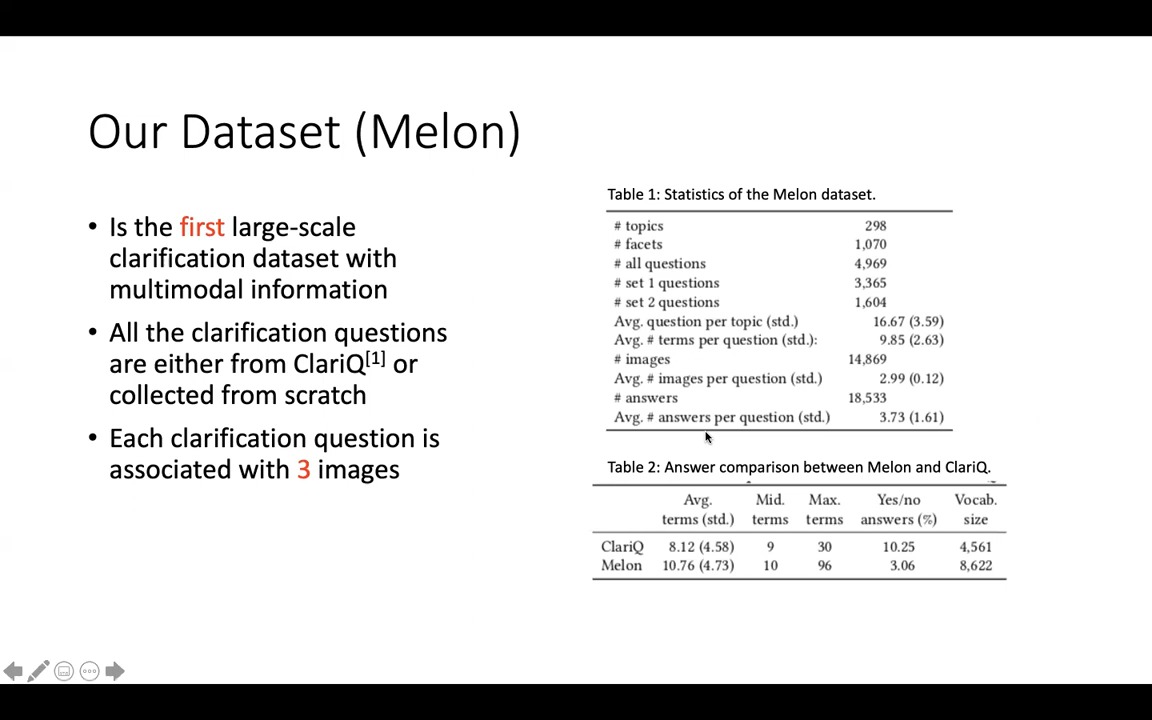 Our Dataset (Melon)
• Is the first large-scale
clarification dataset with
multimodal information
• All the clarification questions
are either from ClariQ[1] or
collected from scratch
• Each clarification question is
associated with 3 images
Table 1: Statistics of the Melon dataset.
# topics 298
# facets 1,070
# all questions 4,969
# set 1 questions 3,365
# set 2 questions 1,604
Avg. question per topic (std.) 16.67 (3.59)
Avg. # terms per question (std.): 9.85 (2.63)
# images 14,869
Avg. # images per question (std.) 2.99 (0.12)
# answers 18,533
Avg. # answers per question (std.) 3.73 (1.61)
Table 2: Answer comparison between Melon and ClariQ.
Avg. Mid. Max. Yes/no Vocab.
terms (std.) terms terms answers (%) size
ClariQ 8.12 (4.58) 9 30 10.25 4,561
Melon 10.76 (4.73) 10 96 3.06 8,622